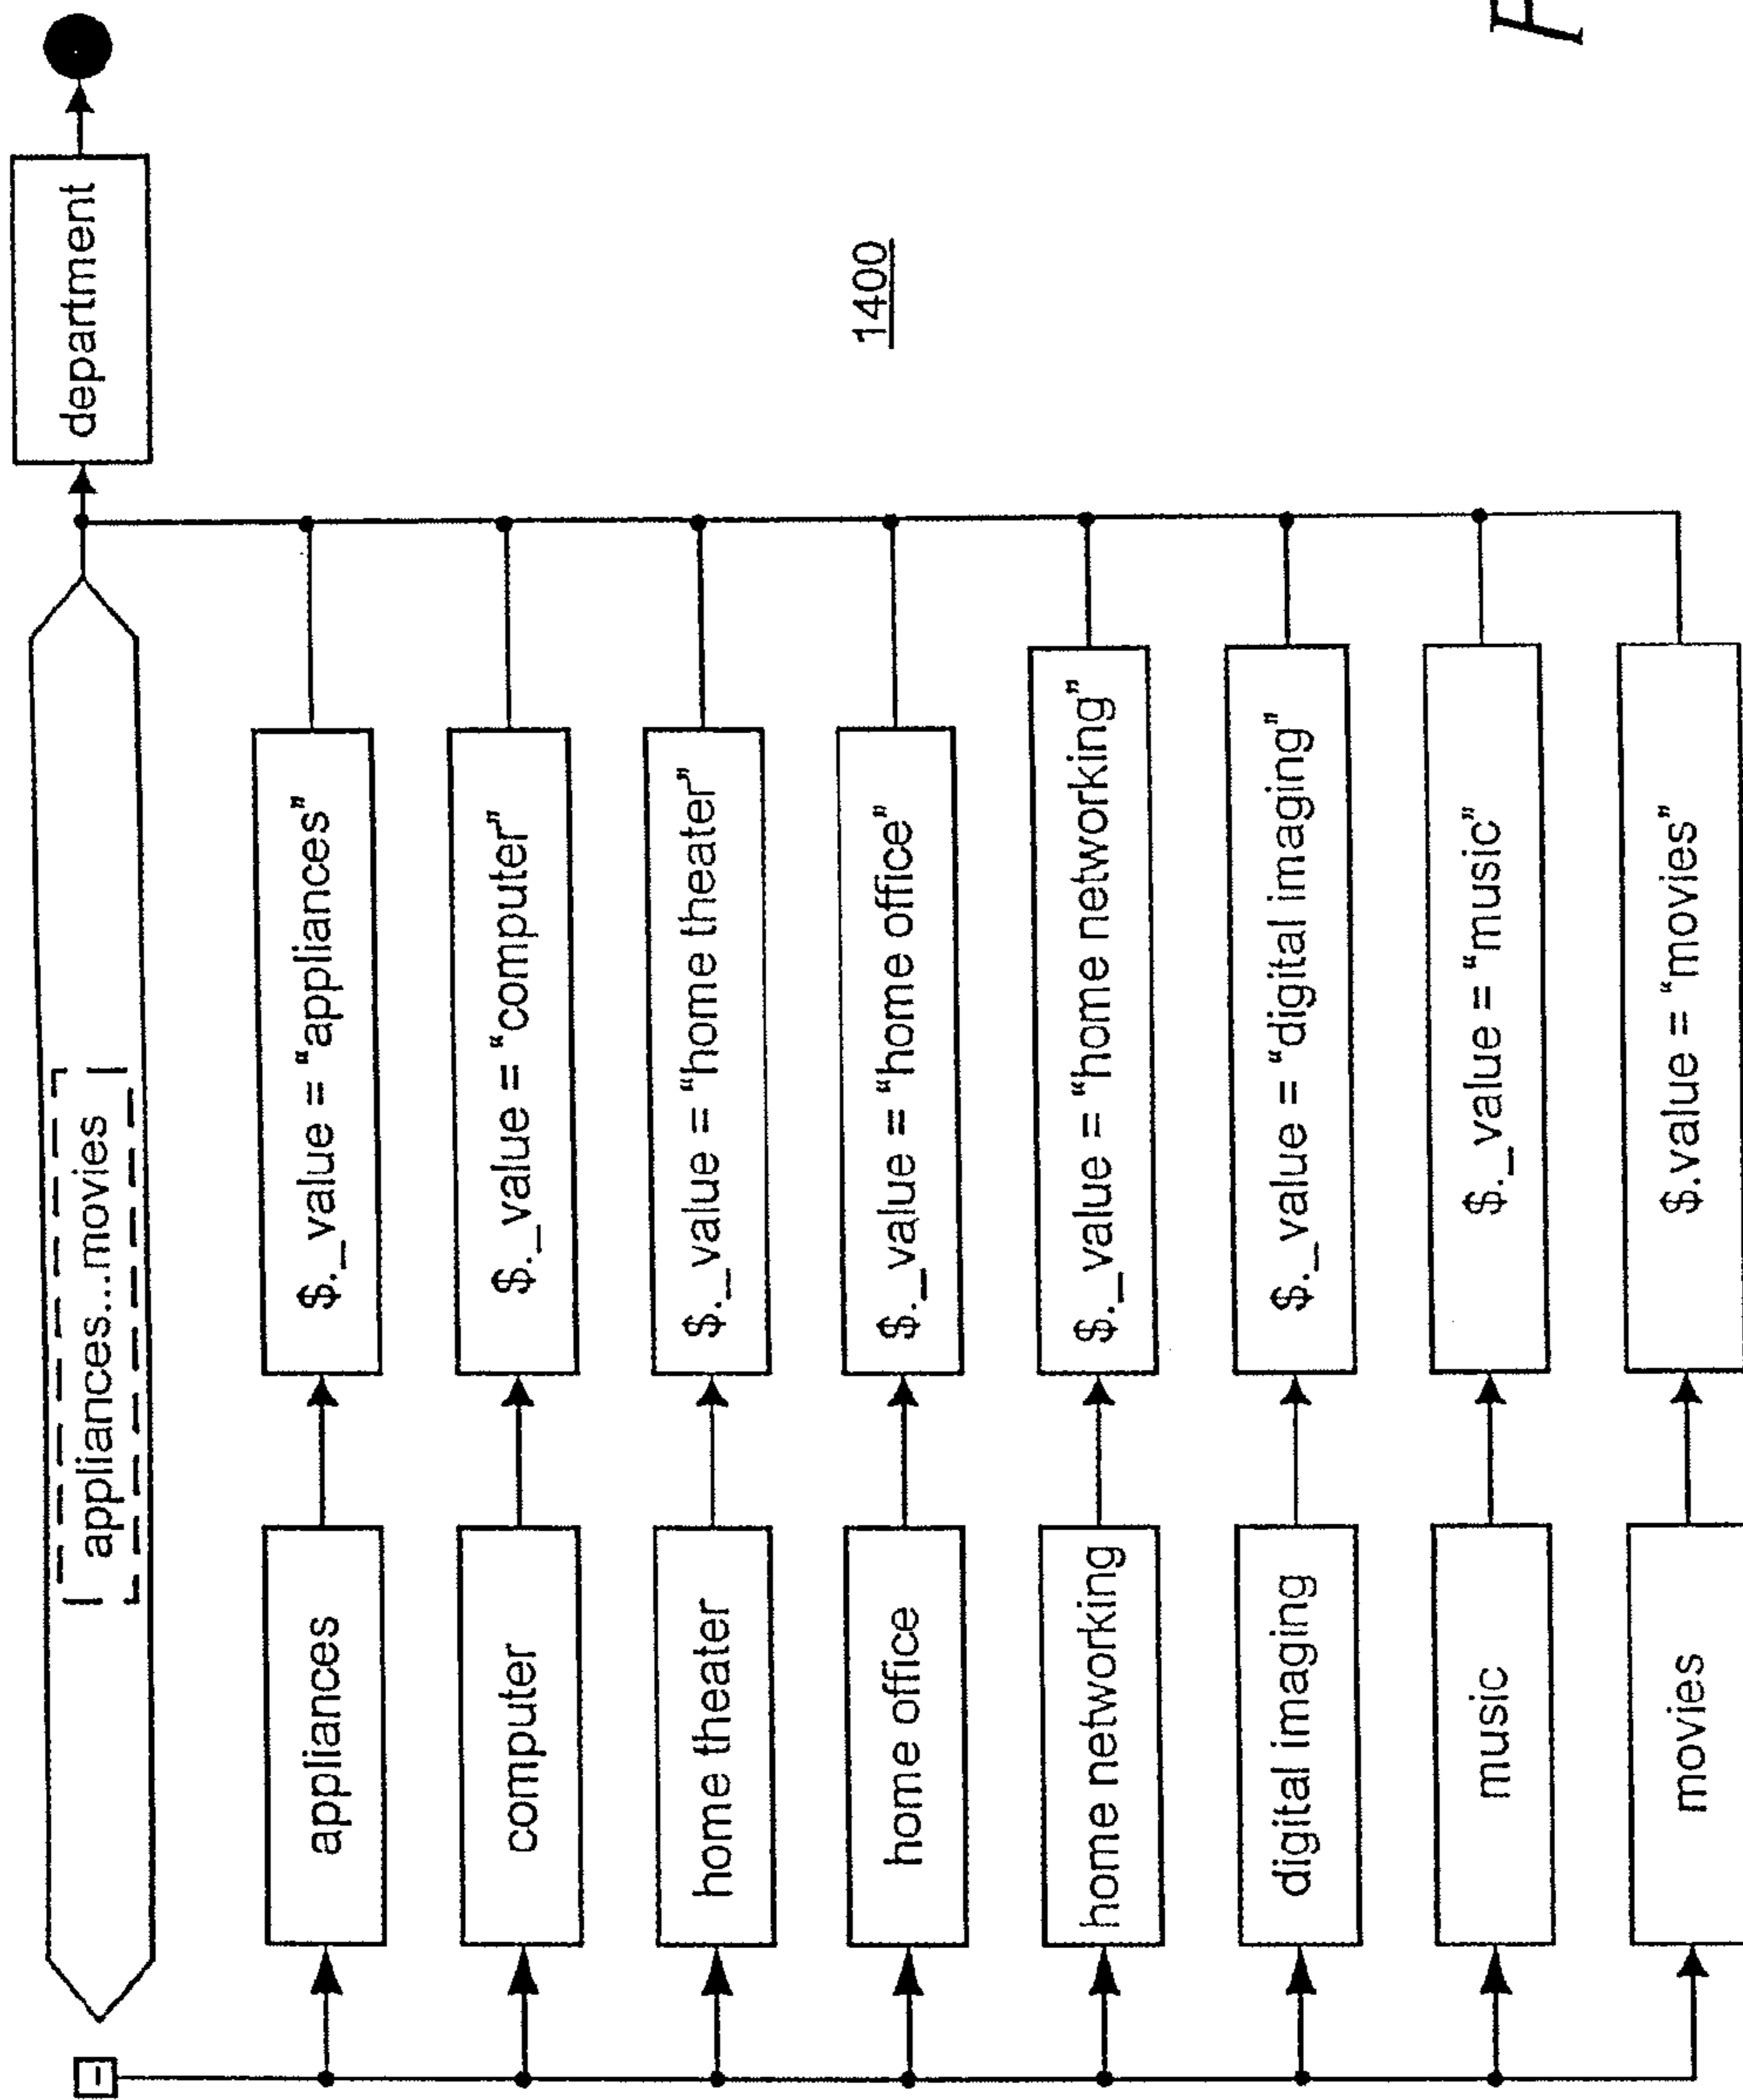 appliances...movies
department
appliances
$._value = “appliances”
computer
$._value = “computer”
home theater
$._value = “home theater”
home office
$._value = “home office”
home networking
$._value = “home networking”
digital imaging
$._value = “digital imaging”
music
$._value = “music”
movies
$.value = “movies”
1400